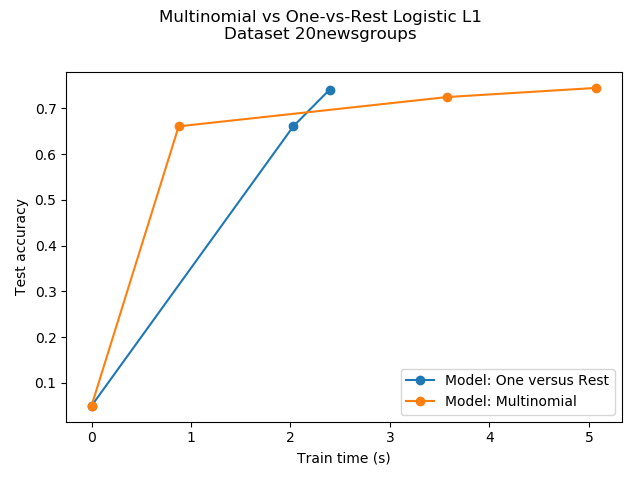 Multinomial vs One-vs-Rest Logistic L1
Dataset 20newsgroups
0.7
0.6
0.5
0.4
0.3
0.2
0.1
Test accuracy
Model: One versus Rest
Model: Multinomial
0 1 2 3 4 5
Train time (s)